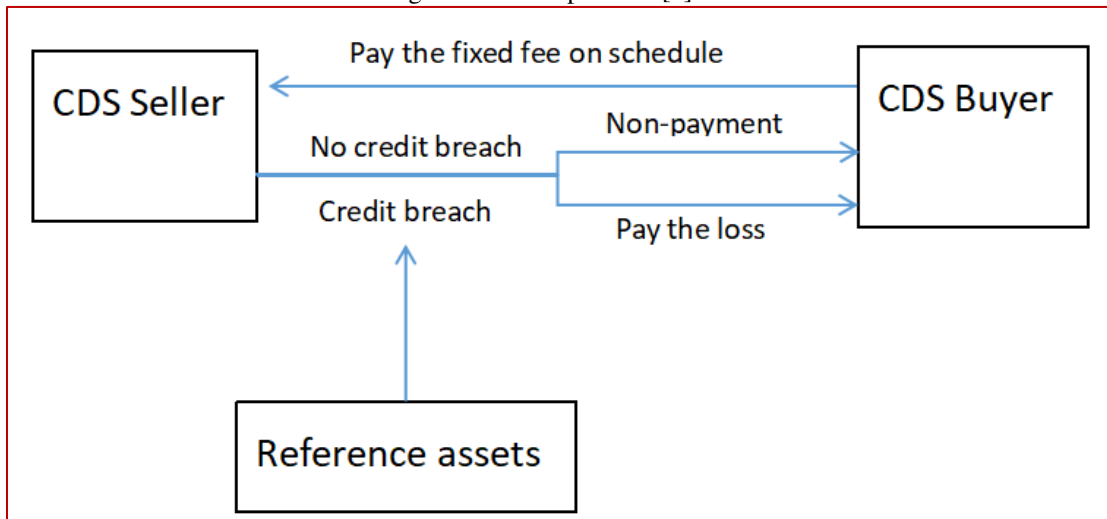 Pay the fixed fee on schedule
CDS Seller
CDS Buyer
Non-payment
No credit breach
Credit breach
Pay the loss
Reference assets